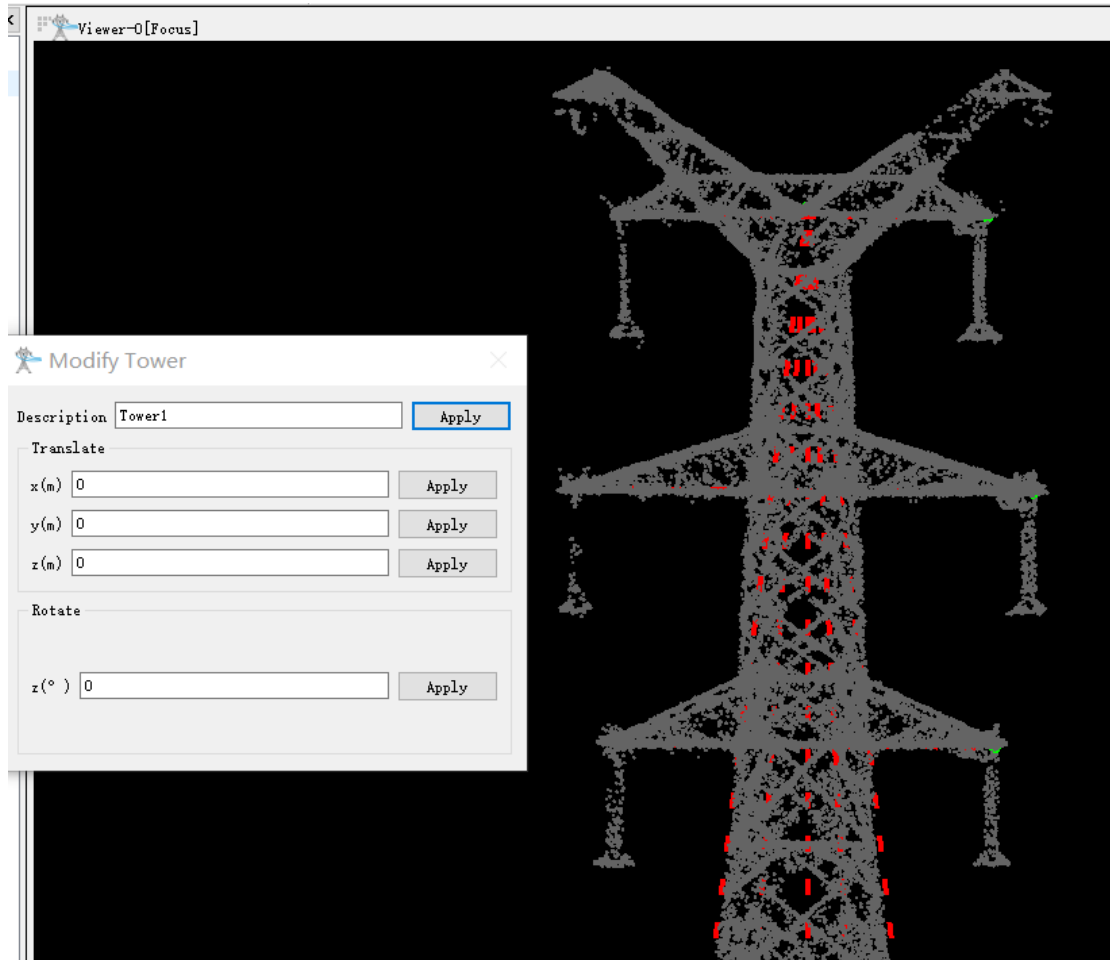 Viewer-0[Focus]
Modify Tower
Description Tower1 Apply
Translate
x(m) 0 Apply
y(m) 0 Apply
z(m) 0 Apply
Rotate
z(° ) 0 Apply